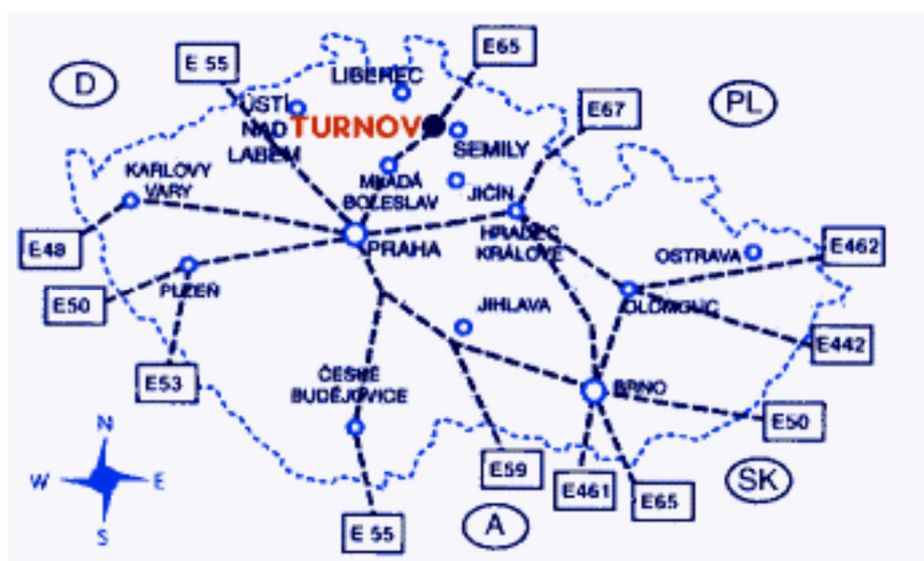 E 55
E65
D
LIBEREC
PL
E67
ÚSTÍ
NAD
LABEM
TURNOV
SEMILY
KARLOVY
VARY
MLADÁ
BOLESLAV
JIČÍN
E48
PRAHA
HRADEC
KRÁLOVÉ
OSTRAVA
E462
E50
PLZEŇ
JIHLAVA
OLOMOUC
E442
E53
ČESKÉ
BUDĚJOVICE
BRNO
E50
N
W
E
S
E59
E461
E65
SK
E 55
A